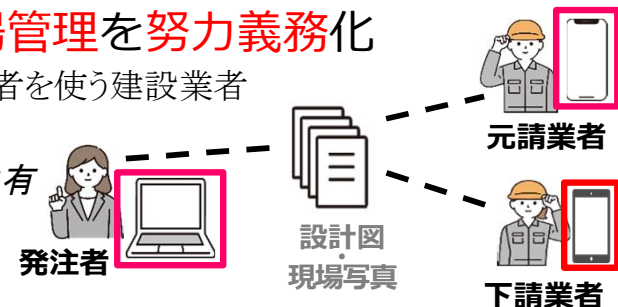 場管理を努力義務化
者を使う建設業者
元請業者
有
発注者
設計図
・
現場写真
下請業者